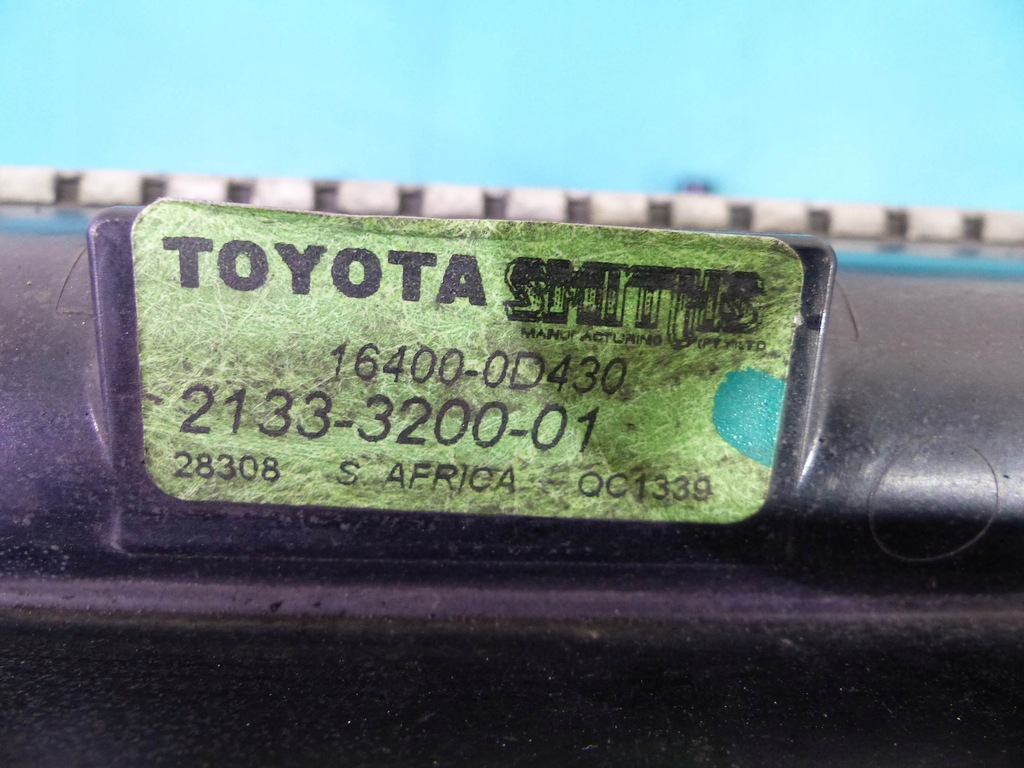 TOYOTA SMITHS
MANUFACTURING (PTY) LTD
16400-0D430
2133-3200-01
28308 S AFRICA QC1339